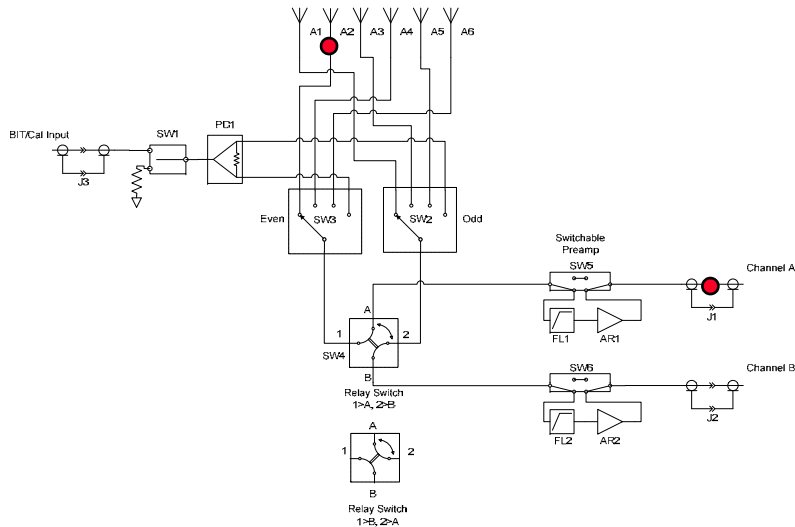 A1
A2
A3
A4
A5
A6
PD1
BIT/Cal Input
SW1
J3
Even
SW3
SW2
Odd
Switchable
Preamp
SW5
Channel A
A
J1
1
2
FL1
AR1
SW4
B
SW6
Channel B
Relay Switch
1>A, 2>B
J2
A
FL2
AR2
1
2
B
Relay Switch
1>B, 2>A